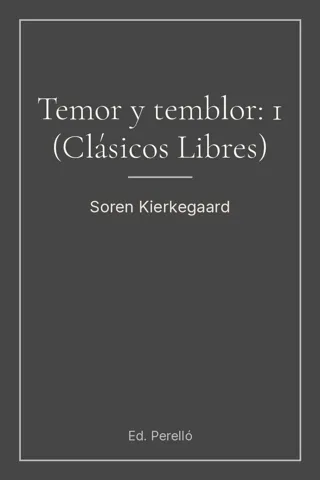 Temor y temblor: 1
(Clásicos Libres)
Soren Kierkegaard
Ed. Perelló